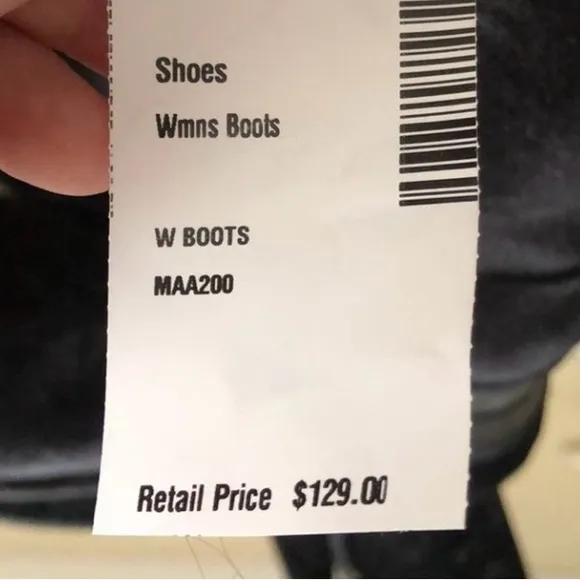 Shoes
Wmns Boots
W BOOTS
MAA200
Retail Price $129.00